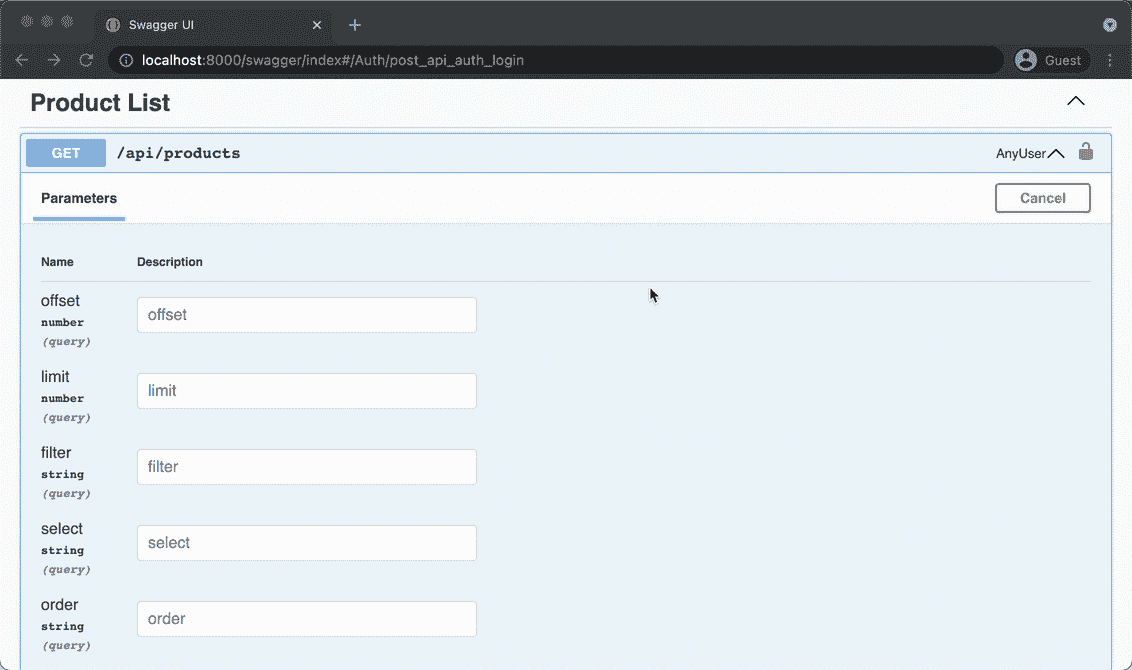 Swagger UI
localhost:8000/swagger/index#/Auth/post_api_auth_login
Guest
Product List
GET /api/products AnyUser
Parameters Cancel
Name Description
offset
number
(query)
offset
limit
number
(query)
limit
filter
string
(query)
filter
select
string
(query)
select
order
string
(query)
order